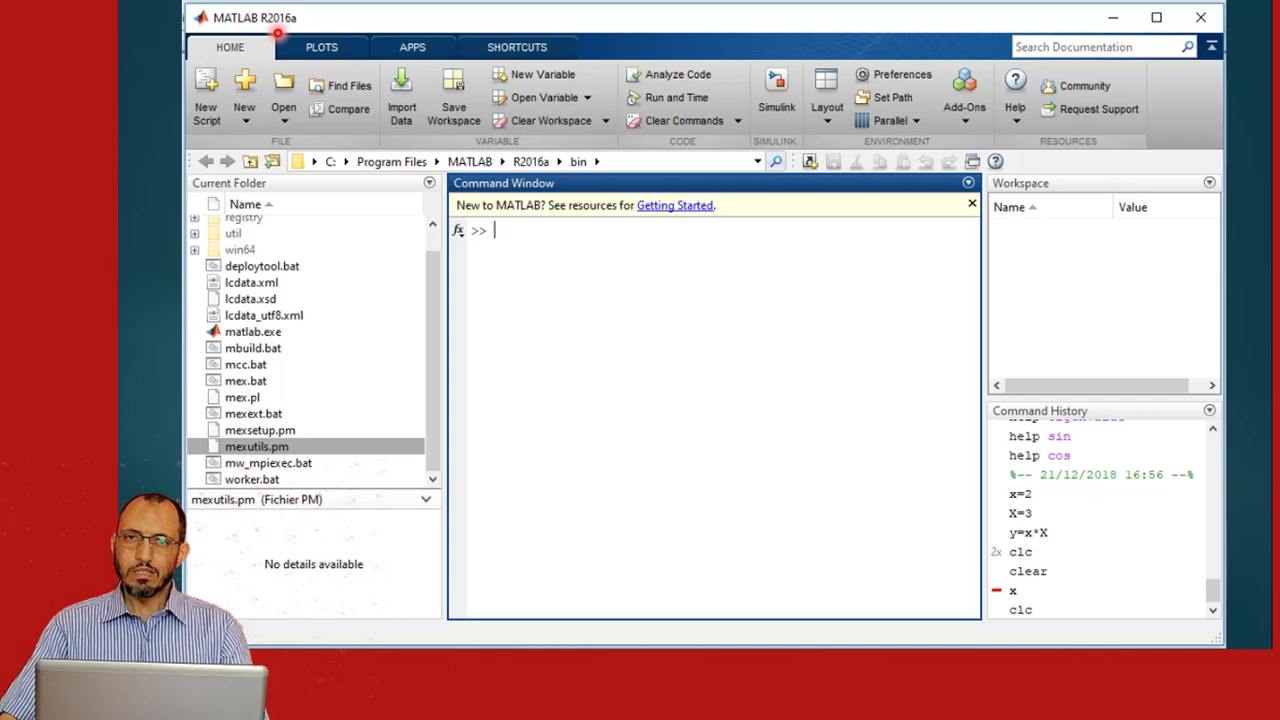 MATLAB R2016a
HOME
PLOTS
APPS
SHORTCUTS
Search Documentation
New Script
New
Open
Find Files
Compare
Import Data
Save Workspace
New Variable
Open Variable
Clear Workspace
Analyze Code
Run and Time
Clear Commands
Simulink
Layout
Preferences
Set Path
Parallel
Add-Ons
Help
Community
Request Support
FILE
VARIABLE
CODE
SIMULINK
ENVIRONMENT
RESOURCES
C: Program Files MATLAB R2016a bin
Current Folder
Name
registry
util
win64
deploytool.bat
lcdata.xml
lcdata.xsd
lcdata_utf8.xml
matlab.exe
mbuild.bat
mcc.bat
mex.bat
mex.pl
mexext.bat
mexsetup.pm
mexutils.pm
mw_mpiexec.bat
worker.bat
mexutils.pm (Fichier PM)
No details available
Command Window
New to MATLAB? See resources for Getting Started.
fx >>
Workspace
Name Value
Command History
help eigenvalue
help sin
help cos
%-- 21/12/2018 16:56 --%
x=2
X=3
y=x*X
2x clc
clear
x
clc